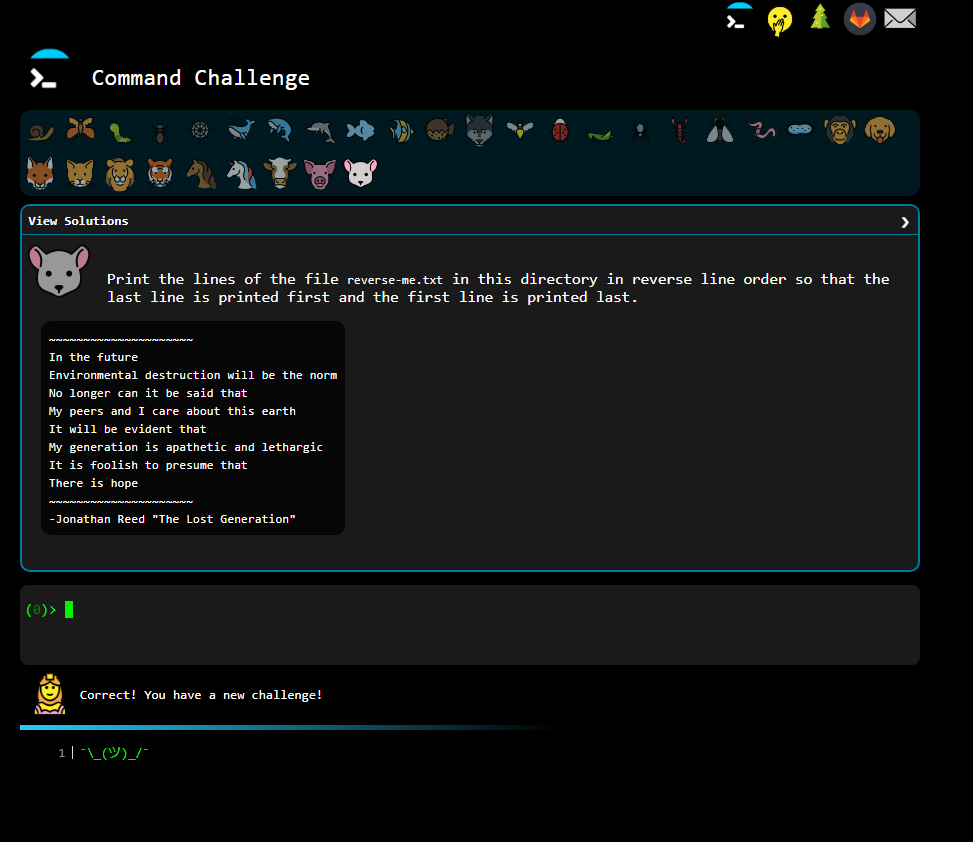 Command Challenge
View Solutions
Print the lines of the file reverse-me.txt in this directory in reverse line order so that the
last line is printed first and the first line is printed last.
~~~~~~~~~~~~~~~~~~~~~
In the future
Environmental destruction will be the norm
No longer can it be said that
My peers and I care about this earth
It will be evident that
My generation is apathetic and lethargic
It is foolish to presume that
There is hope
~~~~~~~~~~~~~~~~~~~~~
-Jonathan Reed "The Lost Generation"
(0)>
Correct! You have a new challenge!
1| ¯\_(ツ)_/¯